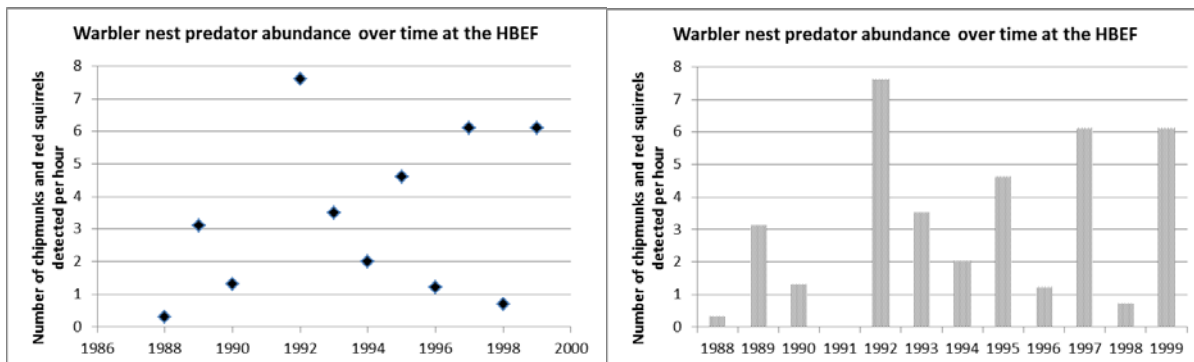 Warbler nest predator abundance over time at the HBEF
Number of chipmunks and red squirrels
detected per hour
8
7
6
5
4
3
2
1
0
1986 1988 1990 1992 1994 1996 1998 2000
Warbler nest predator abundance over time at the HBEF
Number of chipmunks and red squirrels
detected per hour
8
7
6
5
4
3
2
1
0
1988 1989 1990 1991 1992 1993 1994 1995 1996 1997 1998 1999